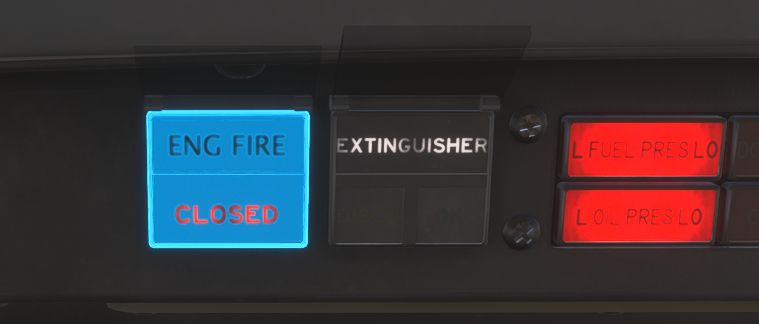 ENG FIRE
CLOSED
EXTINGUISHER
L FUEL PRES LO
L OIL PRES LO